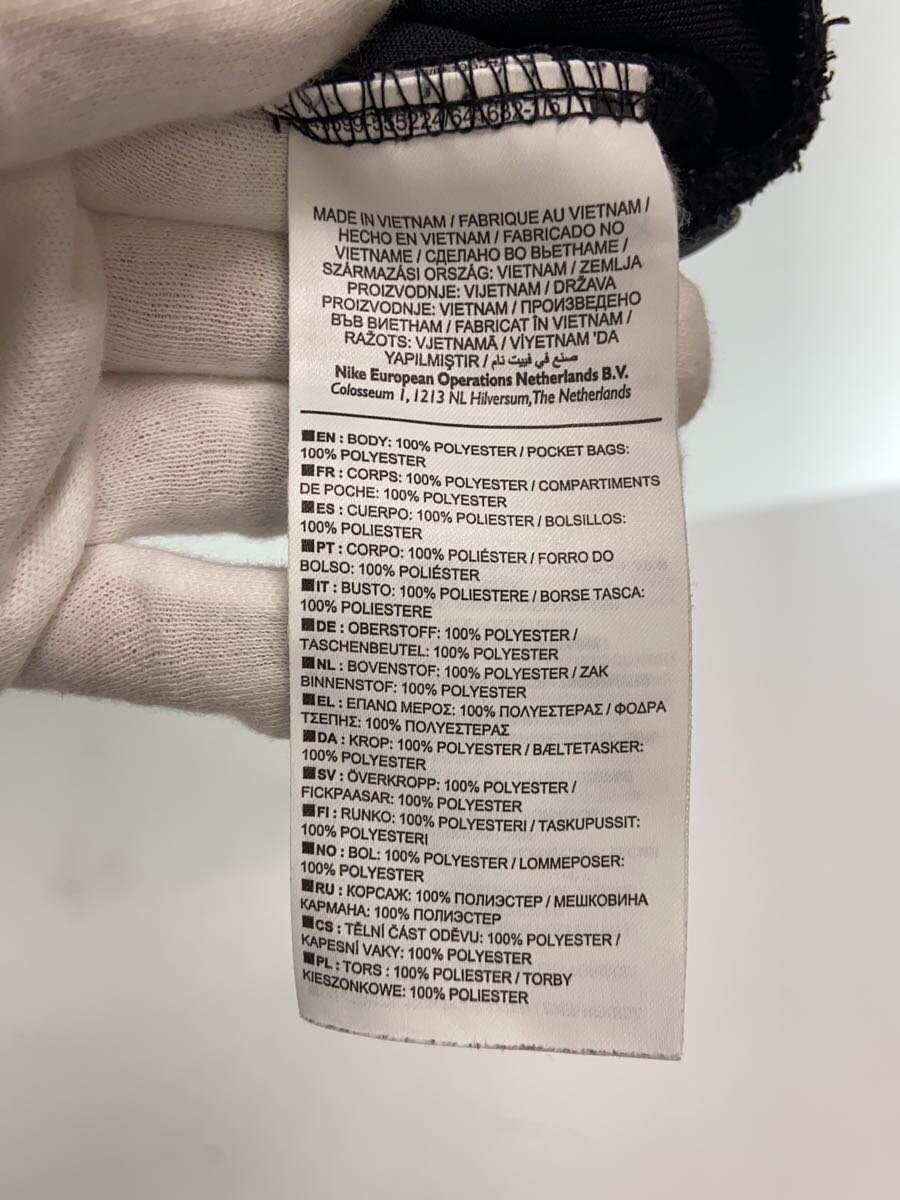 MADE IN VIETNAM / FABRIQUE AU VIETNAM /
HECHO EN VIETNAM / FABRICADO NO
VIETNAME / СДЕЛАНО ВО ВЬЕТНАМЕ /
SZÁRMAZÁSI ORSZÁG: VIETNAM / ZEMLJA
PROIZVODNJE: VIJETNAM / DRŽAVA
PROIZVODNJE: VIETNAM / ПРОИЗВЕДЕНО
ВЪВ ВИЕТНАМ / FABRICAT ÎN VIETNAM /
RAŽOTS: VJETNAMĀ / VİYETNAM 'DA
YAPILMIŞTIR / صنع في فييت نام
Nike European Operations Netherlands B.V.
Colosseum 1, 1213 NL Hilversum, The Netherlands
EN : BODY: 100% POLYESTER / POCKET BAGS:
100% POLYESTER
FR : CORPS: 100% POLYESTER / COMPARTIMENTS
DE POCHE: 100% POLYESTER
ES : CUERPO: 100% POLIESTER / BOLSILLOS:
100% POLIESTER
PT : CORPO: 100% POLIÉSTER / FORRO DO
BOLSO: 100% POLIÉSTER
IT : BUSTO: 100% POLIESTERE / BORSE TASCA:
100% POLIESTERE
DE : OBERSTOFF: 100% POLYESTER /
TASCHENBEUTEL: 100% POLYESTER
NL : BOVENSTOF: 100% POLYESTER / ZAK
BINNENSTOF: 100% POLYESTER
EL : ΕΠΑΝΩ ΜΕΡΟΣ: 100% ΠΟΛΥΕΣΤΕΡΑΣ / ΦΟΔΡΑ
ΤΣΕΠΗΣ: 100% ΠΟΛΥΕΣΤΕΡΑΣ
DA : KROP: 100% POLYESTER / BÆLTETASKER:
100% POLYESTER
SV : ÖVERKROPP: 100% POLYESTER /
FICKPAASAR: 100% POLYESTER
FI : RUNKO: 100% POLYESTERI / TASKUPUSSIT:
100% POLYESTERI
NO : BOL: 100% POLYESTER / LOMMEPOSER:
100% POLYESTER
RU : КОРСАЖ: 100% ПОЛИЭСТЕР / МЕШКОВИНА
КАРМАНА: 100% ПОЛИЭСТЕР
CS : TĚLNÍ ČÁST ODĚVU: 100% POLYESTER /
KAPESNÍ VAKY: 100% POLYESTER
PL : TORS : 100% POLIESTER / TORBY
KIESZONKOWE: 100% POLIESTER